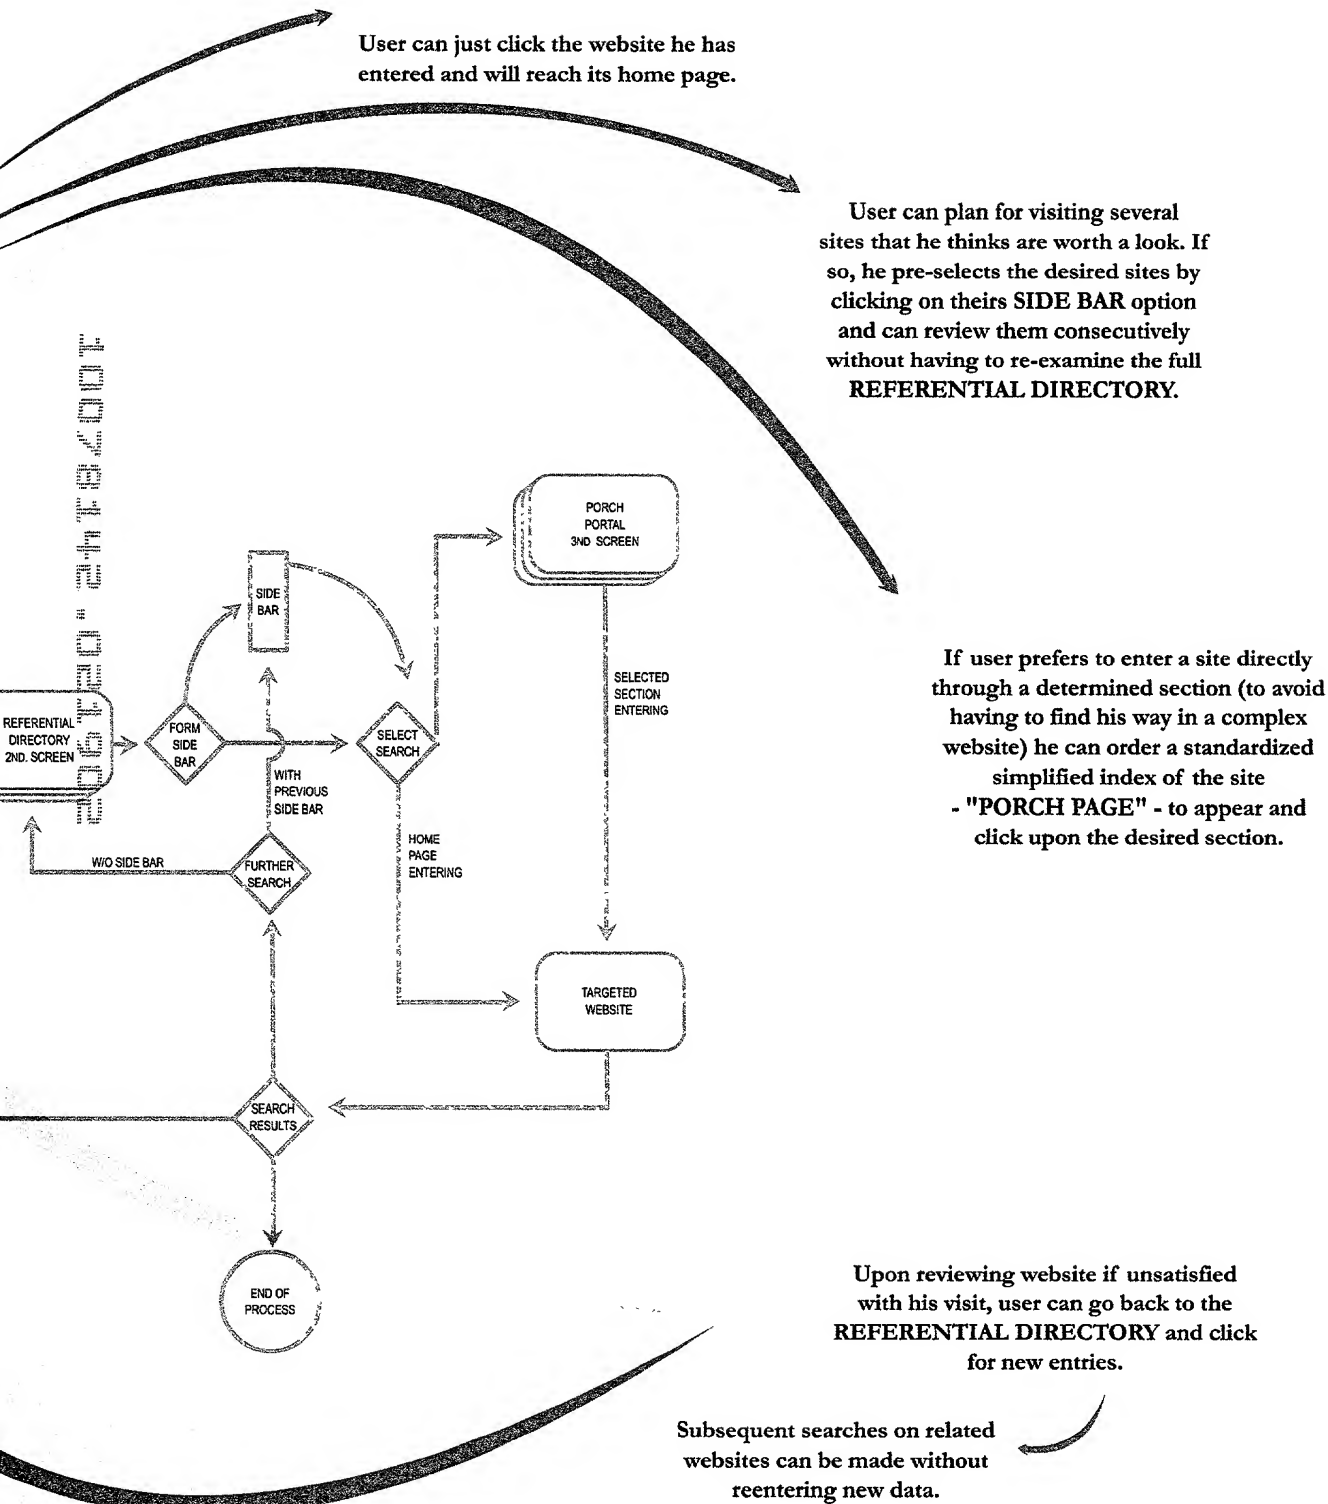 User can just click the website he has
entered and will reach its home page.
User can plan for visiting several
sites that he thinks are worth a look. If
so, he pre-selects the desired sites by
clicking on theirs SIDE BAR option
and can review them consecutively
without having to re-examine the full
REFERENTIAL DIRECTORY.
10078142.021902
PORCH
PORTAL
3ND SCREEN
SIDE
BAR
SELECTED
SECTION
ENTERING
REFERENTIAL
DIRECTORY
2ND. SCREEN
FORM
SIDE
BAR
SELECT
SEARCH
WITH
PREVIOUS
SIDE BAR
HOME
PAGE
ENTERING
W/O SIDE BAR
FURTHER
SEARCH
If user prefers to enter a site directly
through a determined section (to avoid
having to find his way in a complex
website) he can order a standardized
simplified index of the site
- "PORCH PAGE" - to appear and
click upon the desired section.
TARGETED
WEBSITE
SEARCH
RESULTS
END OF
PROCESS
Upon reviewing website if unsatisfied
with his visit, user can go back to the
REFERENTIAL DIRECTORY and click
for new entries.
Subsequent searches on related
websites can be made without
reentering new data.